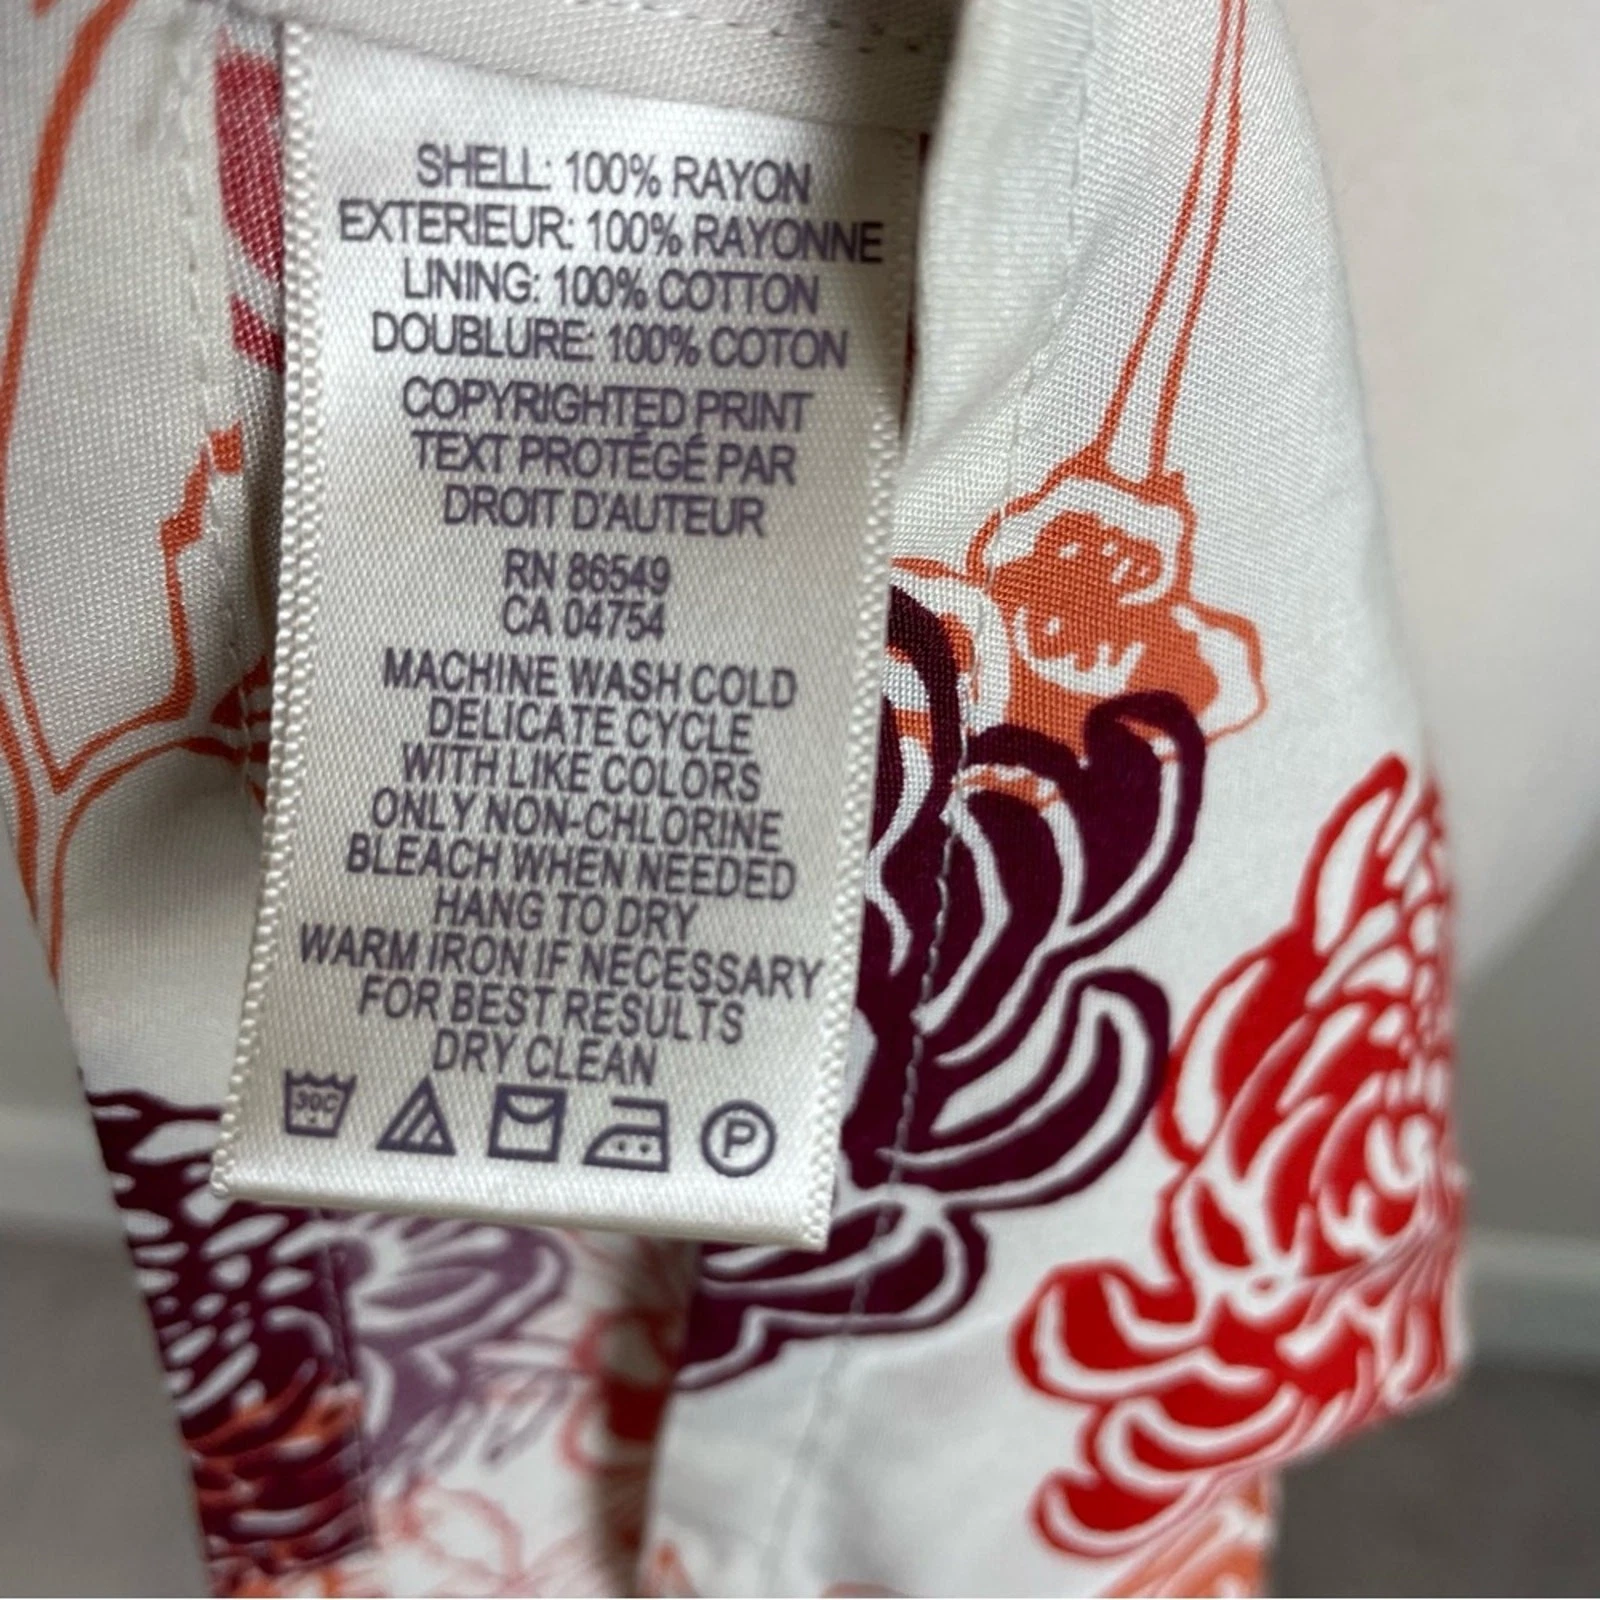 SHELL: 100% RAYON
EXTERIEUR: 100% RAYONNE
LINING: 100% COTTON
DOUBLURE: 100% COTON
COPYRIGHTED PRINT
TEXT PROTÉGÉ PAR
DROIT D'AUTEUR
RN 86549
CA 04754
MACHINE WASH COLD
DELICATE CYCLE
WITH LIKE COLORS
ONLY NON-CHLORINE
BLEACH WHEN NEEDED
HANG TO DRY
WARM IRON IF NECESSARY
FOR BEST RESULTS
DRY CLEAN
30C P